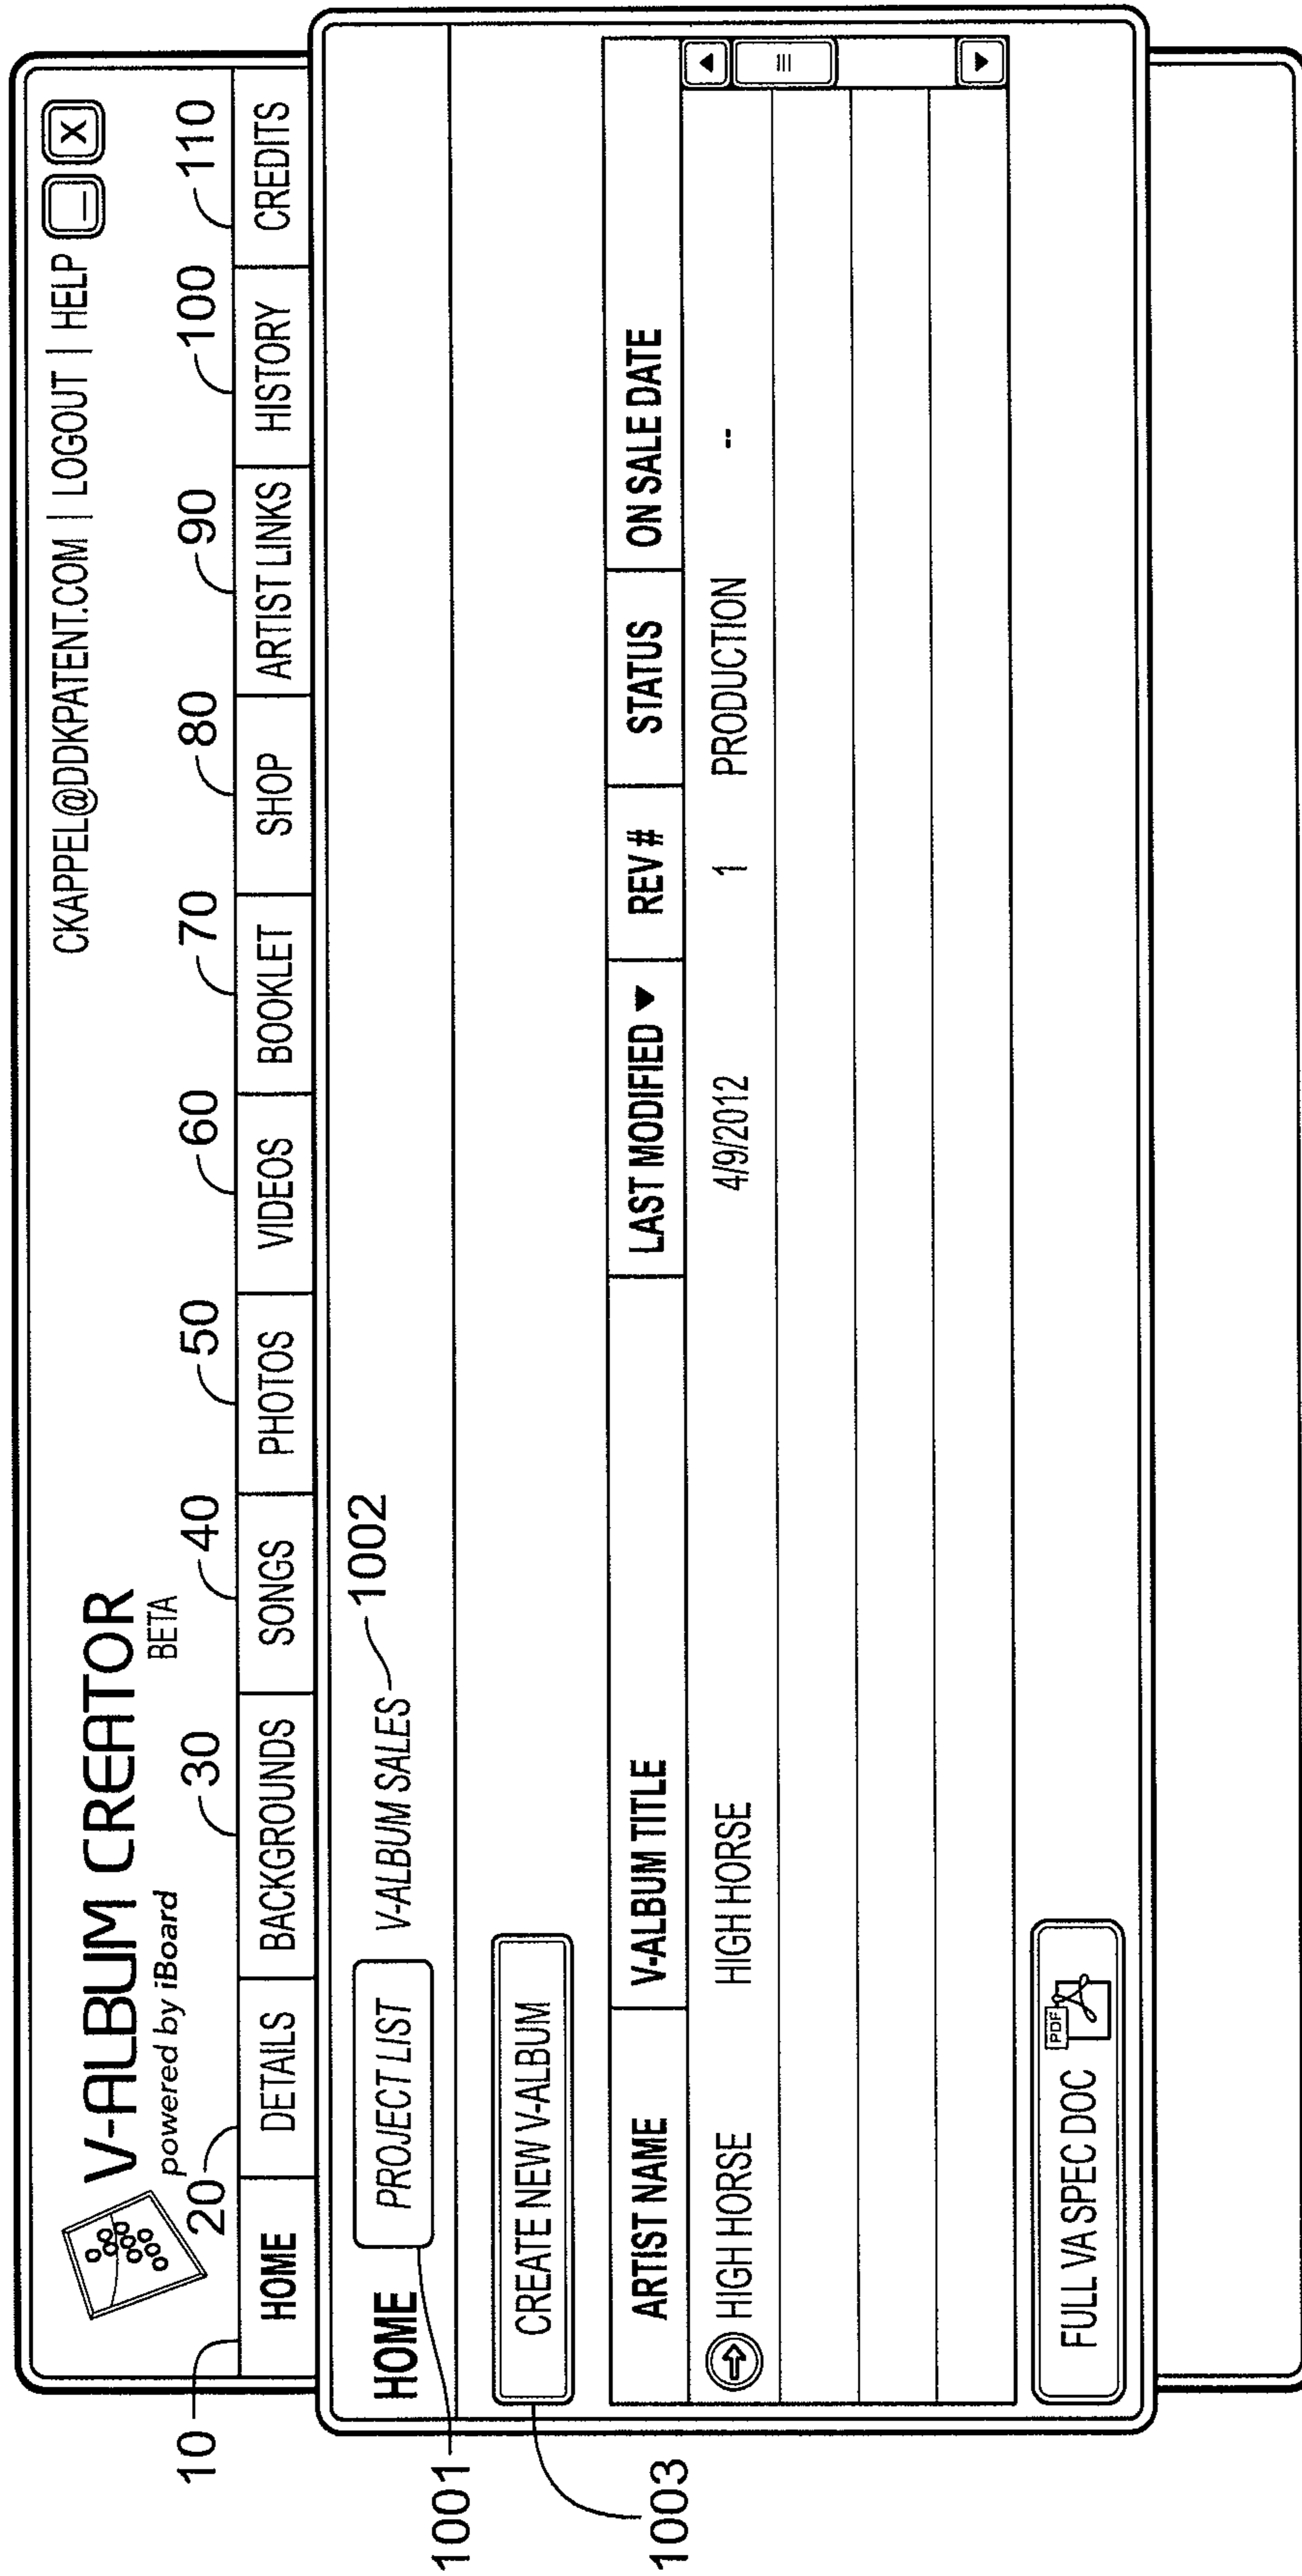 CKAPPEL@DDKPATENT.COM | LOGOUT | HELP _ X
V-ALBUM CREATOR
BETA
powered by iBoard
10 20 30 40 50 60 70 80 90 100 110
HOME DETAILS BACKGROUNDS SONGS PHOTOS VIDEOS BOOKLET SHOP ARTIST LINKS HISTORY CREDITS
HOME PROJECT LIST V-ALBUM SALES 1002
1001
CREATE NEW V-ALBUM
1003
ARTIST NAME V-ALBUM TITLE LAST MODIFIED ▼ REV # STATUS ON SALE DATE
HIGH HORSE HIGH HORSE 4/9/2012 1 PRODUCTION --
FULL VA SPEC DOC PDF